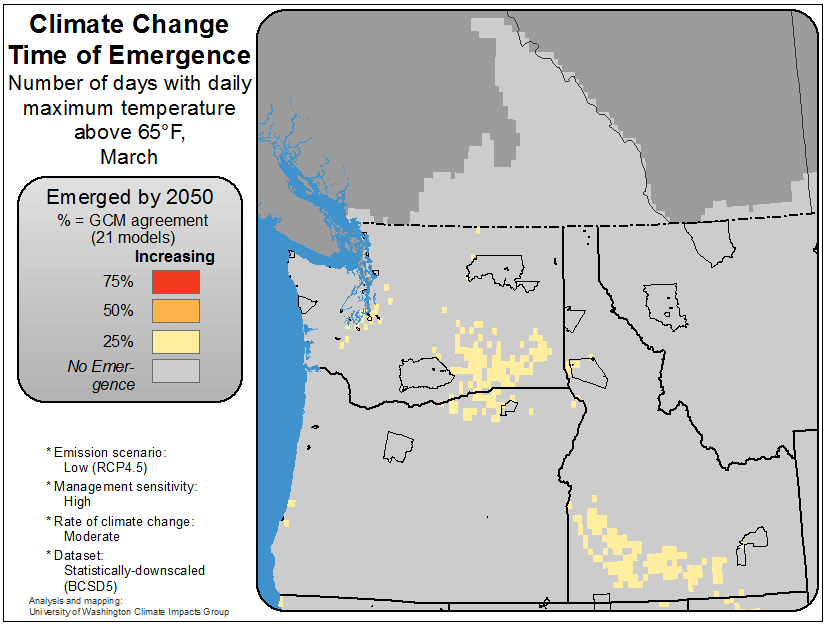 Climate Change
Time of Emergence
Number of days with daily
maximum temperature
above 65°F,
March
Emerged by 2050
% = GCM agreement
(21 models)
Increasing
75%
50%
25%
No Emer-
gence
* Emission scenario:
Low (RCP4.5)
* Management sensitivity:
High
* Rate of climate change:
Moderate
* Dataset:
Statistically-downscaled
(BCSD5)
Analysis and mapping:
University of Washington Climate Impacts Group